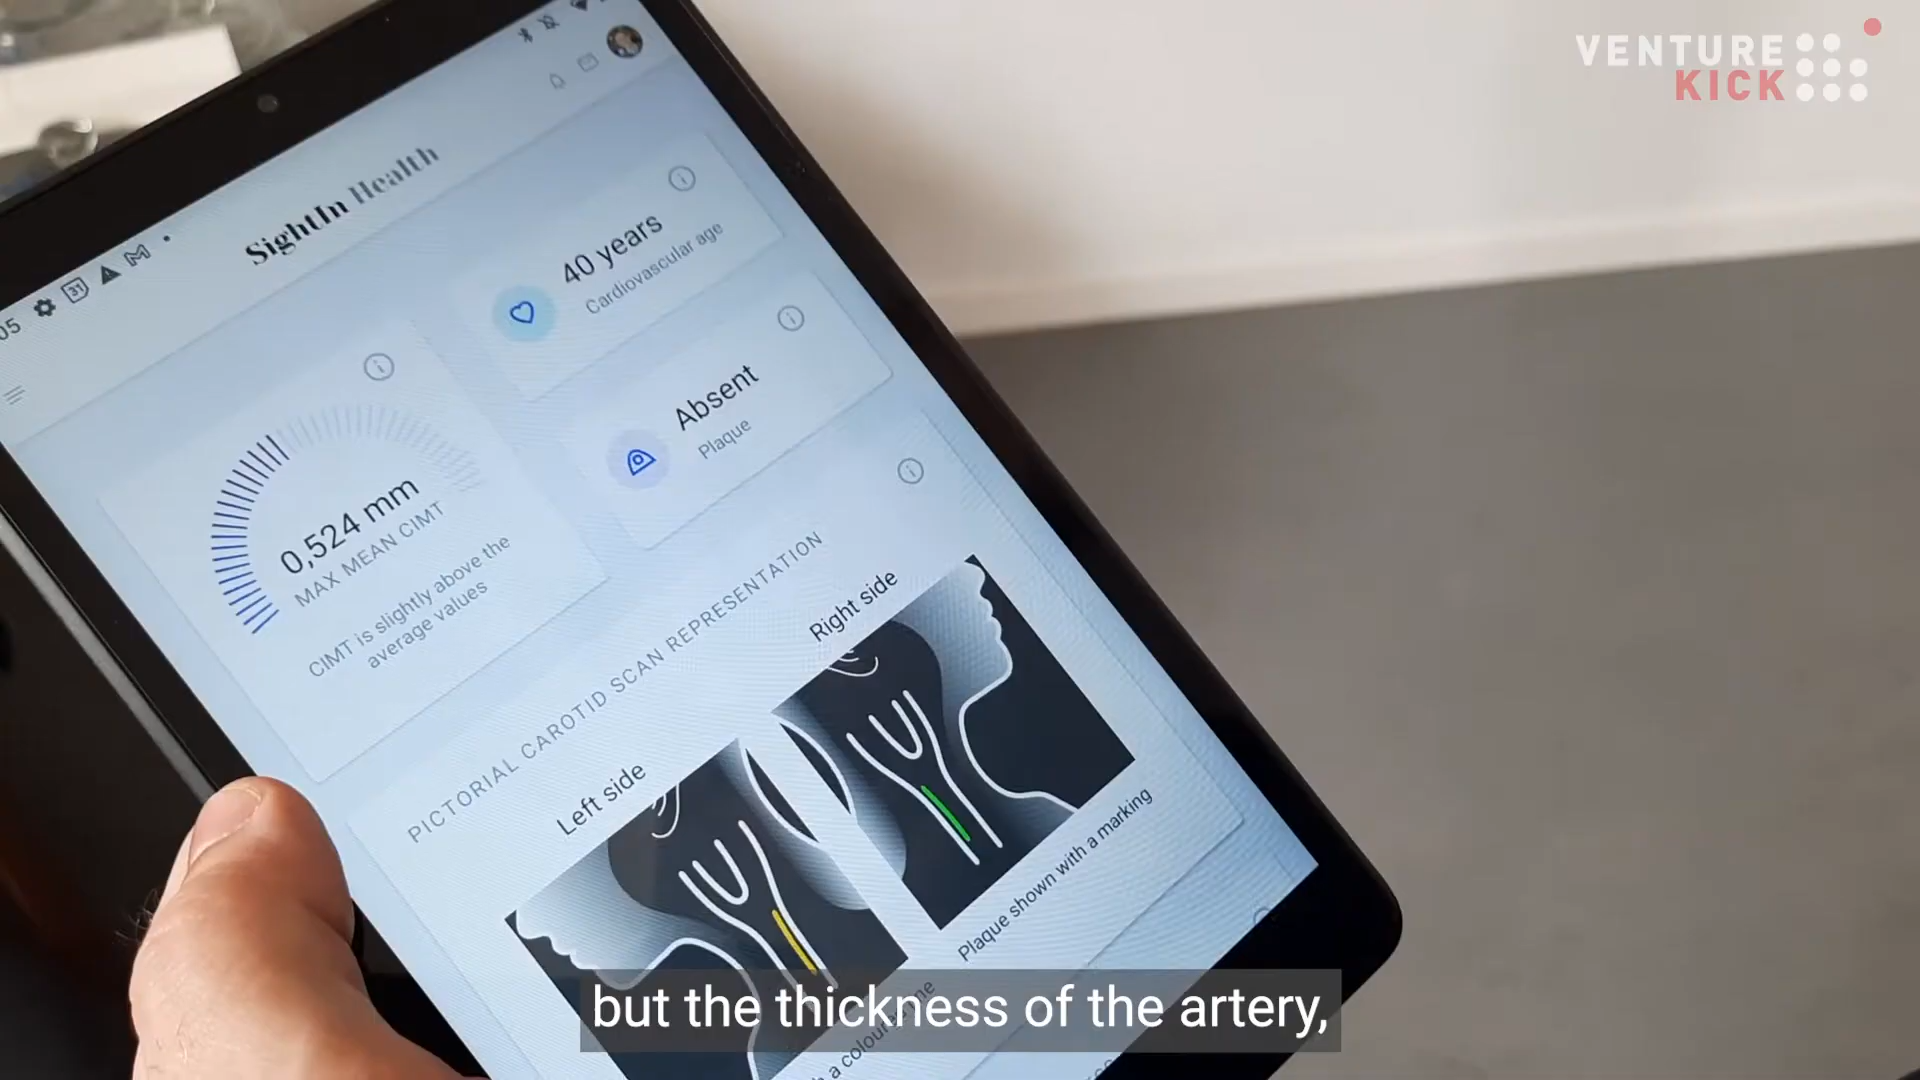 VENTURE
KICK
05
31
SightIn Health
40 years
Cardiovascular age
Absent
Plaque
0,524 mm
MAX MEAN CIMT
CIMT is slightly above the
average values
PICTORIAL CAROTID SCAN REPRESENTATION
Right side
Left side
Plaque shown with a marking
but the thickness of the artery,